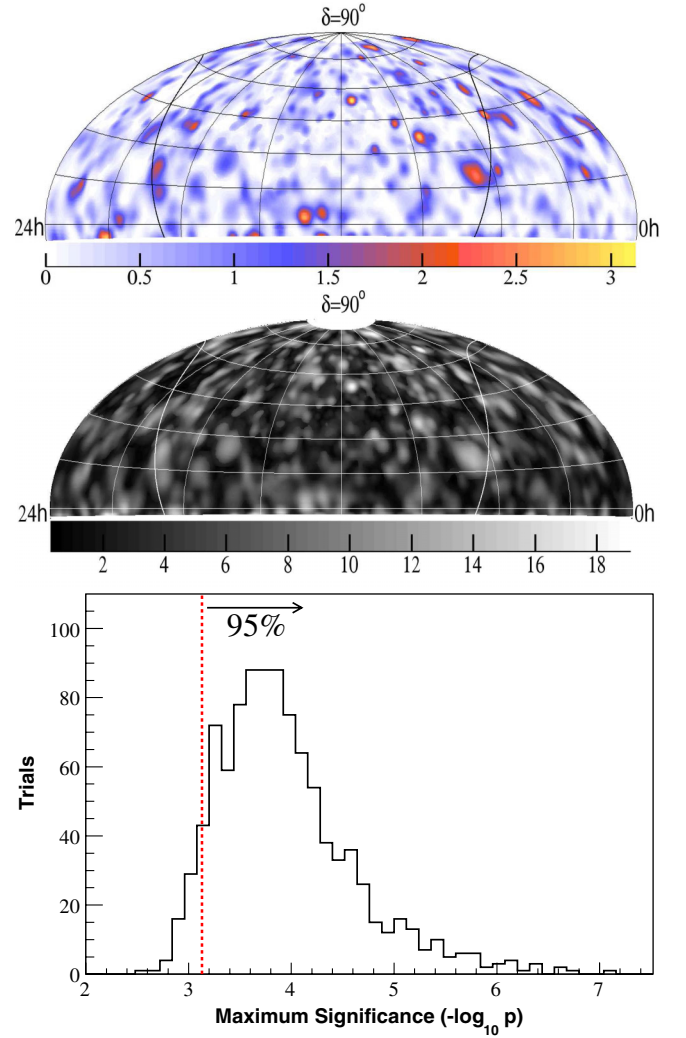 δ=90°
24h
0h
0 0.5 1 1.5 2 2.5 3
δ=90°
24h
0h
2 4 6 8 10 12 14 16 18
95%
100
80
60
40
20
0
Trials
2 3 4 5 6 7
Maximum Significance (-log₁₀ p)